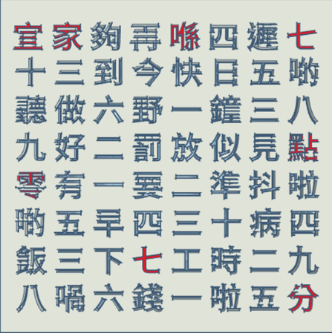 宜家夠再喺四遲七
十三到今快日五啲
聽做六野一鐘三八
九好二罰放似見點
零有一要二準抖啦
啲五早四三十病四
飯三下七工時二九
八喎六錢一啦五分